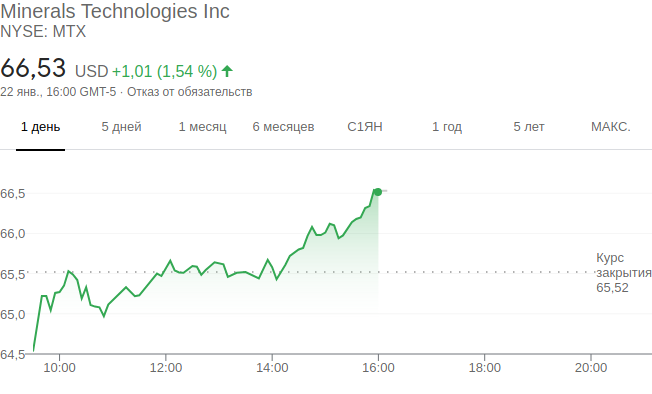 Minerals Technologies Inc
NYSE: MTX
66,53 USD +1,01 (1,54 %)
22 янв., 16:00 GMT-5 · Отказ от обязательств
1 день 5 дней 1 месяц 6 месяцев С1ЯН 1 год 5 лет МАКС.
66,5
66,0
65,5
65,0
64,5
Курс
закрытия
65,52
10:00 12:00 14:00 16:00 18:00 20:00